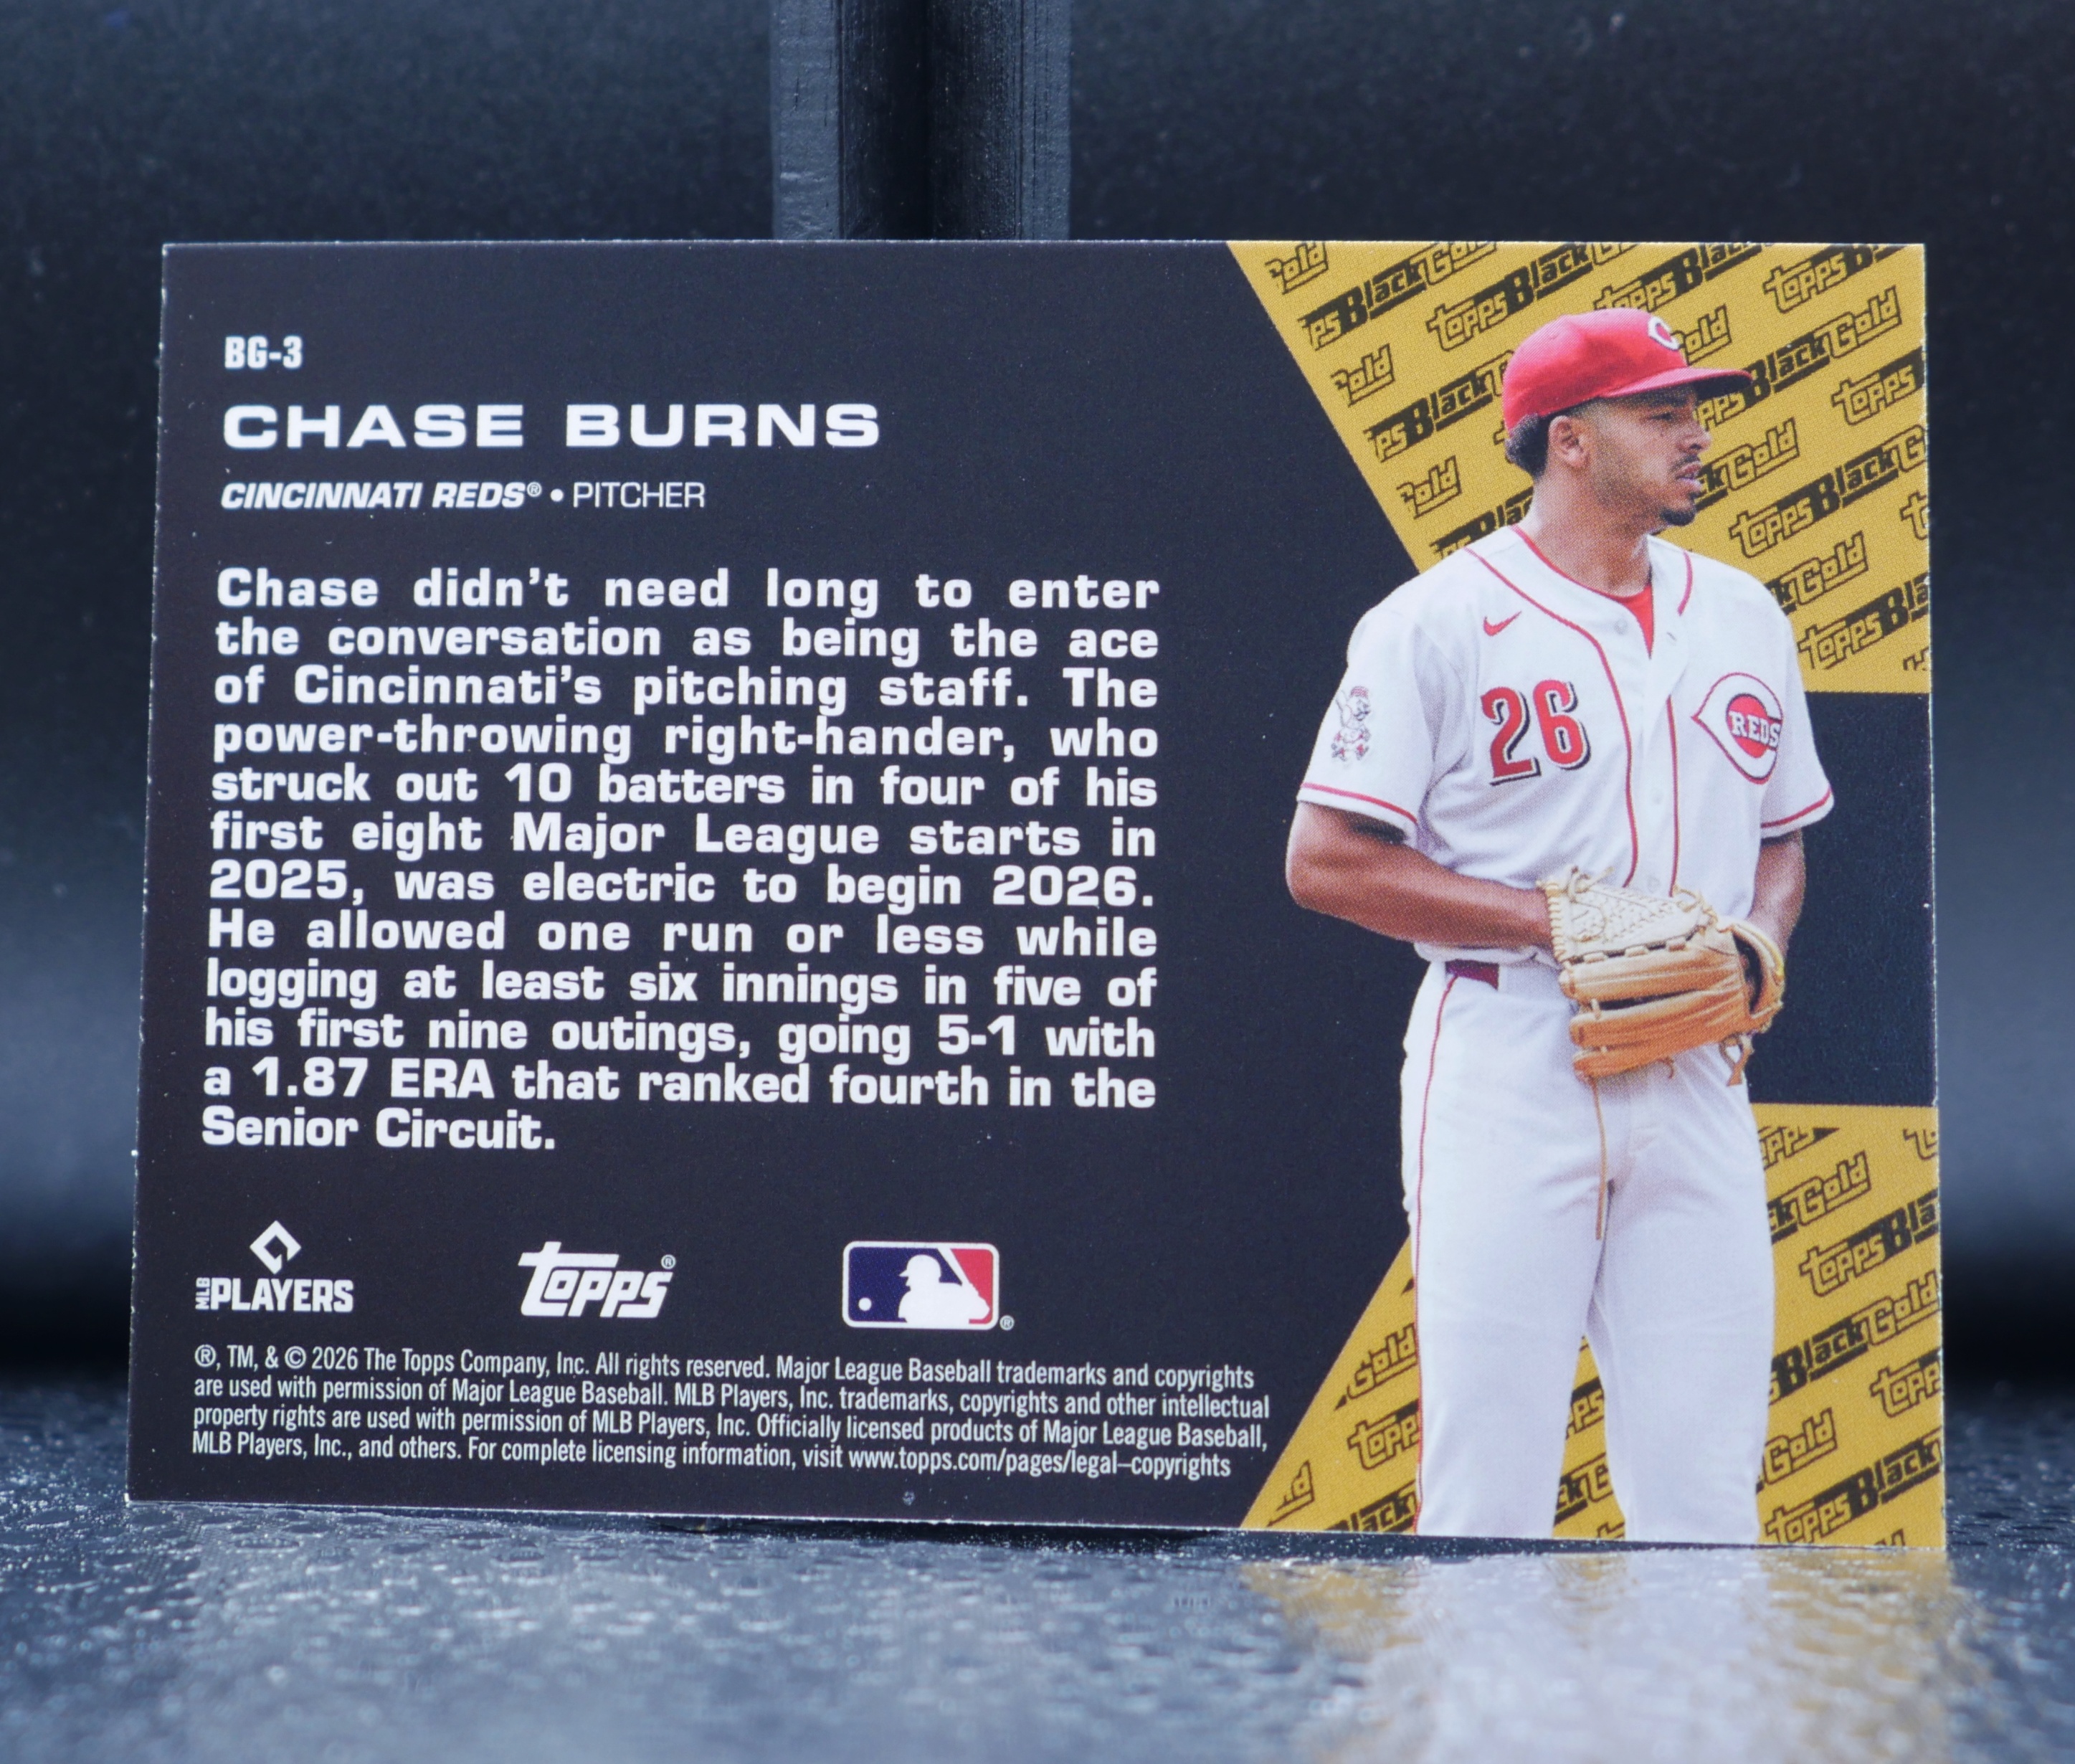 BG-3
CHASE BURNS
CINCINNATI REDS® • PITCHER
Chase didn't need long to enter
the conversation as being the ace
of Cincinnati's pitching staff. The
power-throwing right-hander, who
struck out 10 batters in four of his
first eight Major League starts in
2025, was electric to begin 2026.
He allowed one run or less while
logging at least six innings in five of
his first nine outings, going 5-1 with
a 1.87 ERA that ranked fourth in the
Senior Circuit.
MLB PLAYERS
topps®
®
®, TM, & © 2026 The Topps Company, Inc. All rights reserved. Major League Baseball trademarks and copyrights
are used with permission of Major League Baseball. MLB Players, Inc. trademarks, copyrights and other intellectual
property rights are used with permission of MLB Players, Inc. Officially licensed products of Major League Baseball,
MLB Players, Inc., and others. For complete licensing information, visit www.topps.com/pages/legal–copyrights
topps Black Gold
C
26
REDS